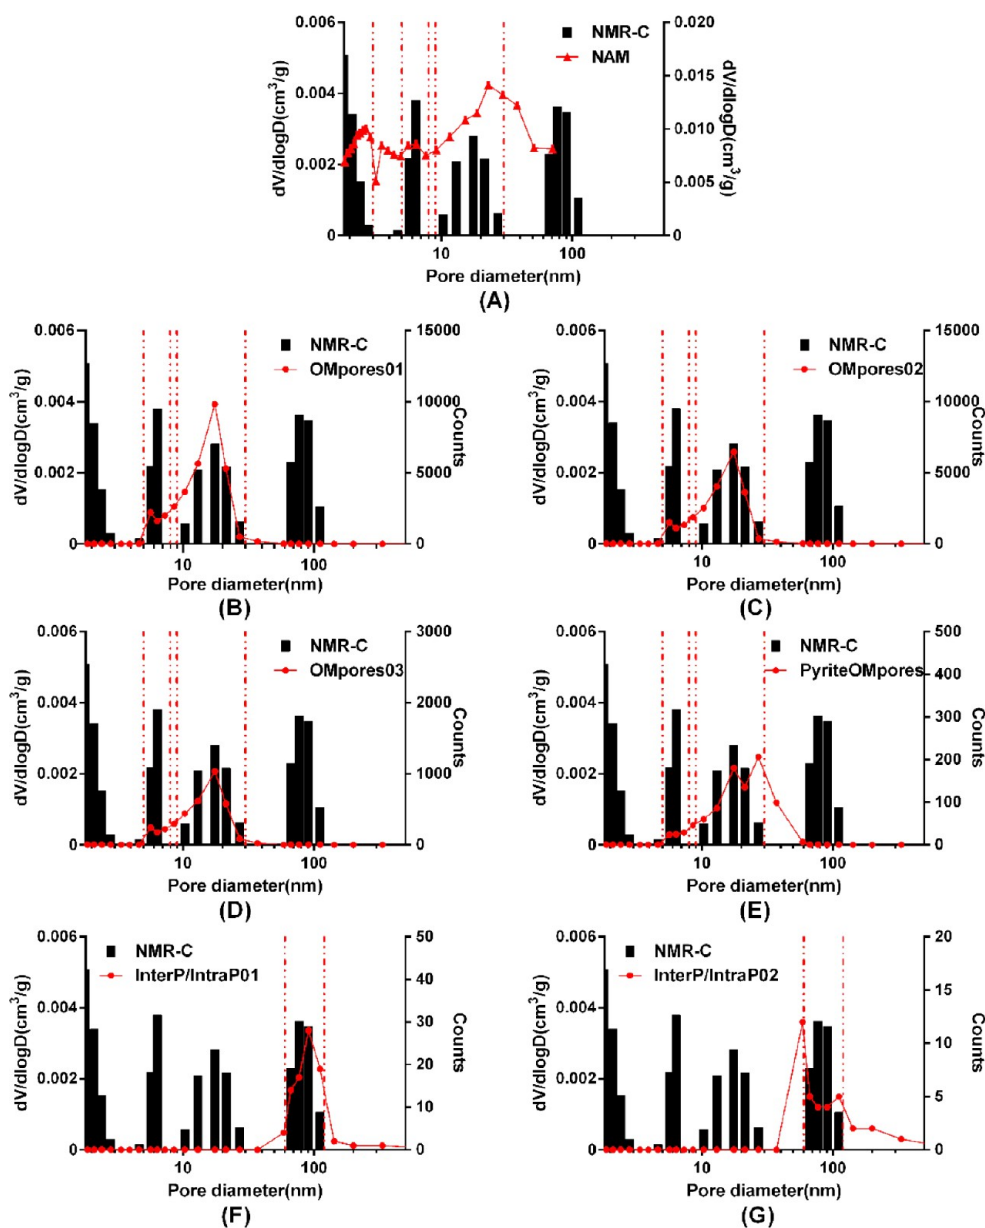 0.006
0.004
0.002
0
dV/dlogD(cm³/g)
NMR-C
NAM
0.020
0.015
0.010
0.005
0
dV/dlogD(cm³/g)
10
100
Pore diameter(nm)
(A)
0.006
0.004
0.002
0
dV/dlogD(cm³/g)
NMR-C
OMpores01
15000
10000
5000
0
Counts
10
100
Pore diameter(nm)
(B)
0.006
0.004
0.002
0
dV/dlogD(cm³/g)
NMR-C
OMpores02
15000
10000
5000
0
Counts
10
100
Pore diameter(nm)
(C)
0.006
0.004
0.002
0
dV/dlogD(cm³/g)
NMR-C
OMpores03
3000
2000
1000
0
Counts
10
100
Pore diameter(nm)
(D)
0.006
0.004
0.002
0
dV/dlogD(cm³/g)
NMR-C
PyriteOMpores
500
400
300
200
100
0
Counts
10
100
Pore diameter(nm)
(E)
0.006
0.004
0.002
0.000
dV/dlogD(cm³/g)
NMR-C
InterP/IntraP01
50
40
30
20
10
0
Counts
10
100
Pore diameter(nm)
(F)
0.006
0.004
0.002
0.000
dV/dlogD(cm³/g)
NMR-C
InterP/IntraP02
20
15
10
5
0
Counts
10
100
Pore diameter(nm)
(G)